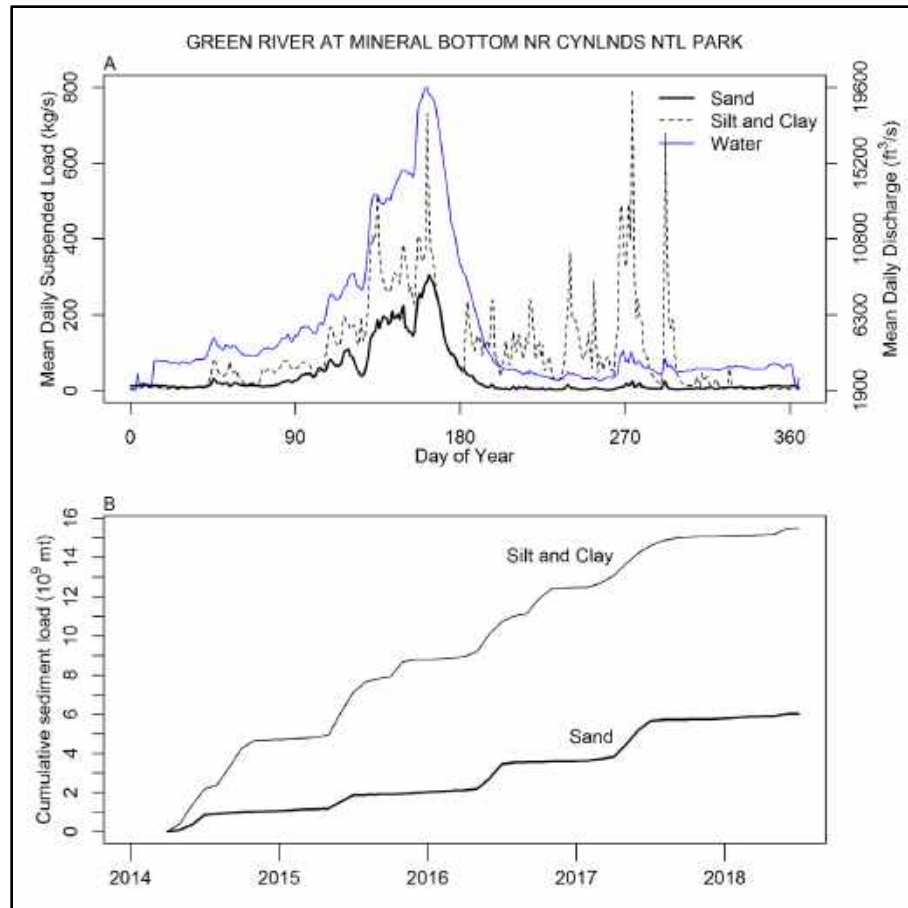 GREEN RIVER AT MINERAL BOTTOM NR CYNLNDS NTL PARK
A
Mean Daily Suspended Load (kg/s)
800
600
400
200
0
Sand
Silt and Clay
Water
19600
15200
10800
6300
1900
Mean Daily Discharge (ft³/s)
0 90 180 270 360
Day of Year
B
Cumulative sediment load (10⁹ mt)
16
14
12
10
8
6
4
2
0
Silt and Clay
Sand
2014 2015 2016 2017 2018